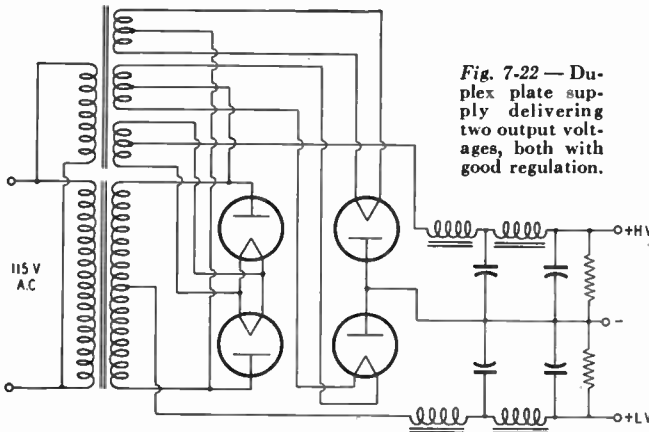 Fig. 7-22 — Du-
plex plate sup-
ply delivering
two output volt-
ages, both with
good regulation.
115 V
A.C
+HV
-
+LV